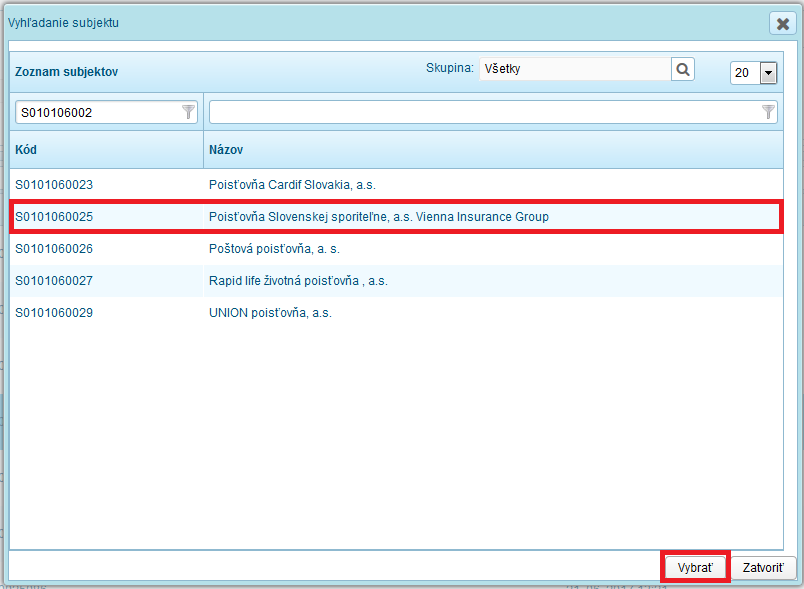 Vyhľadanie subjektu
Zoznam subjektov
Skupina: Všetky
20
S010106002
Kód Názov
S0101060023 Poisťovňa Cardif Slovakia, a.s.
S0101060025 Poisťovňa Slovenskej sporiteľne, a.s. Vienna Insurance Group
S0101060026 Poštová poisťovňa, a. s.
S0101060027 Rapid life životná poisťovňa , a.s.
S0101060029 UNION poisťovňa, a.s.
Vybrať Zatvoriť